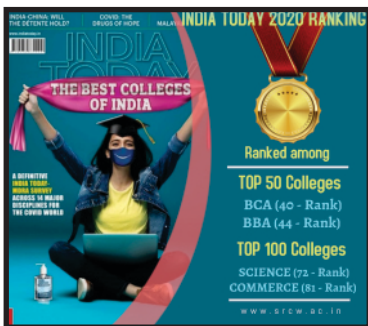 INDIA-CHINA: WILL
THE DETENTE HOLD?
COVID: THE
DRUGS OF HOPE
INDIA TODAY 2020 RANKING
INDIA
TODAY
THE BEST COLLEGES
OF INDIA
A DEFINITIVE
INDIA TODAY-
MDRA SURVEY
ACROSS 14 MAJOR
DISCIPLINES FOR
THE COVID WORLD
Ranked among
TOP 50 Colleges
BCA (40 - Rank)
BBA (44 - Rank)
TOP 100 Colleges
SCIENCE (72 - Rank)
COMMERCE (81 - Rank)
www.srcw.ac.in